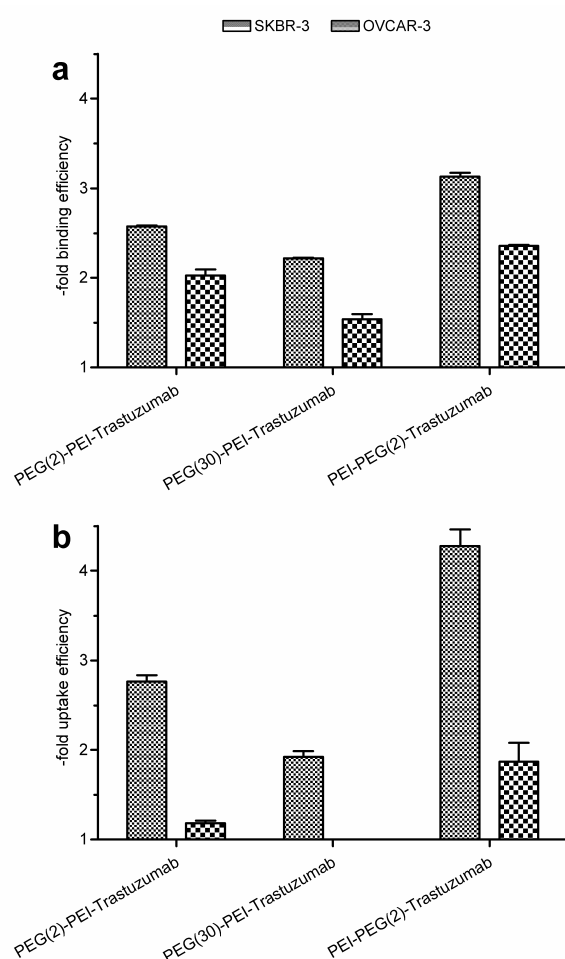 SKBR-3 OVCAR-3
a
-fold binding efficiency
4
3
2
1
PEG(2)-PEI-Trastuzumab
PEG(30)-PEI-Trastuzumab
PEI-PEG(2)-Trastuzumab
b
-fold uptake efficiency
4
3
2
1
PEG(2)-PEI-Trastuzumab
PEG(30)-PEI-Trastuzumab
PEI-PEG(2)-Trastuzumab